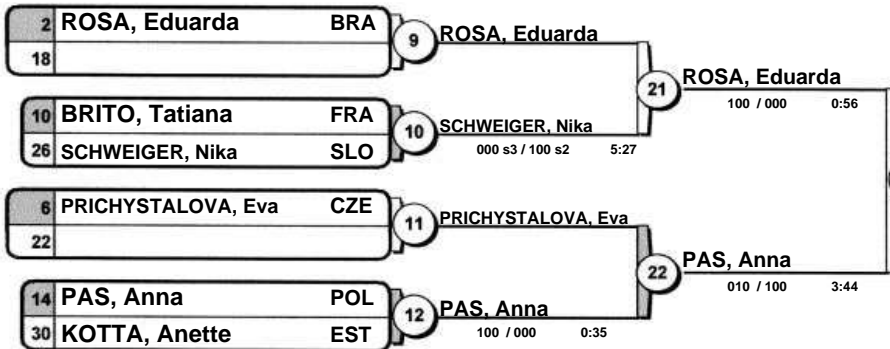 2 ROSA, Eduarda BRA
18
9
ROSA, Eduarda
10 BRITO, Tatiana FRA
26 SCHWEIGER, Nika SLO
10
SCHWEIGER, Nika
000 s3 / 100 s2 5:27
21
ROSA, Eduarda
100 / 000 0:56
6 PRICHYSTALOVA, Eva CZE
22
11
PRICHYSTALOVA, Eva
14 PAS, Anna POL
30 KOTTA, Anette EST
12
PAS, Anna
100 / 000 0:35
22
PAS, Anna
010 / 100 3:44